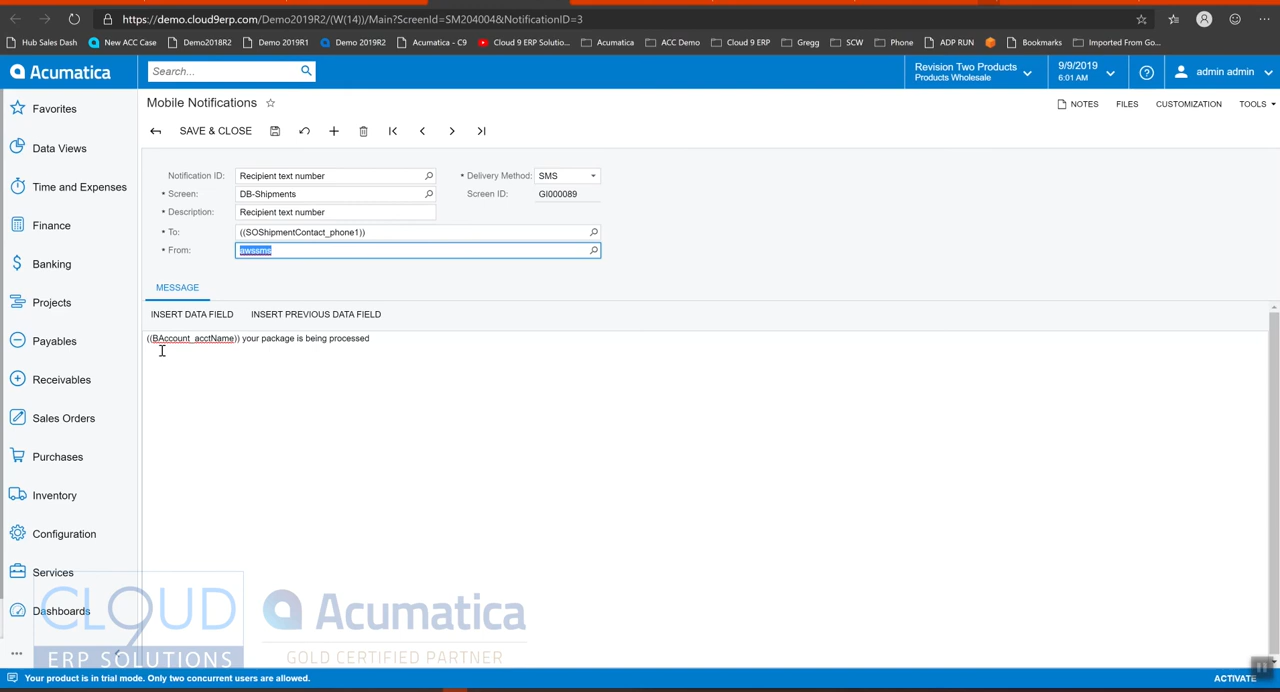 https://demo.cloud9erp.com/Demo2019R2/(W(14))/Main?ScreenId=SM204004&NotificationID=3
Hub Sales Dash New ACC Case Demo2018R2 Demo 2019R1 Demo 2019R2 Acumatica - C9 Cloud 9 ERP Solutio... Acumatica ACC Demo Cloud 9 ERP Gregg SCW Phone ADP RUN Bookmarks Imported From Go...
Acumatica Search... Revision Two Products 9/9/2019 admin admin
Products Wholesale 6:01 AM
Mobile Notifications NOTES FILES CUSTOMIZATION TOOLS
SAVE & CLOSE
Favorites
Data Views
Time and Expenses
Finance
Banking
Projects
Payables
Receivables
Sales Orders
Purchases
Inventory
Configuration
Services
Dashboards
Notification ID: Recipient text number Delivery Method: SMS
Screen: DB-Shipments Screen ID: GI000089
Description: Recipient text number
To: ((SOShipmentContact_phone1))
From: awssms
MESSAGE
INSERT DATA FIELD INSERT PREVIOUS DATA FIELD
((BAccount_acctName)) your package is being processed
CLOUD 9
ERP SOLUTIONS
Acumatica
GOLD CERTIFIED PARTNER
Your product is in trial mode. Only two concurrent users are allowed. ACTIVATE